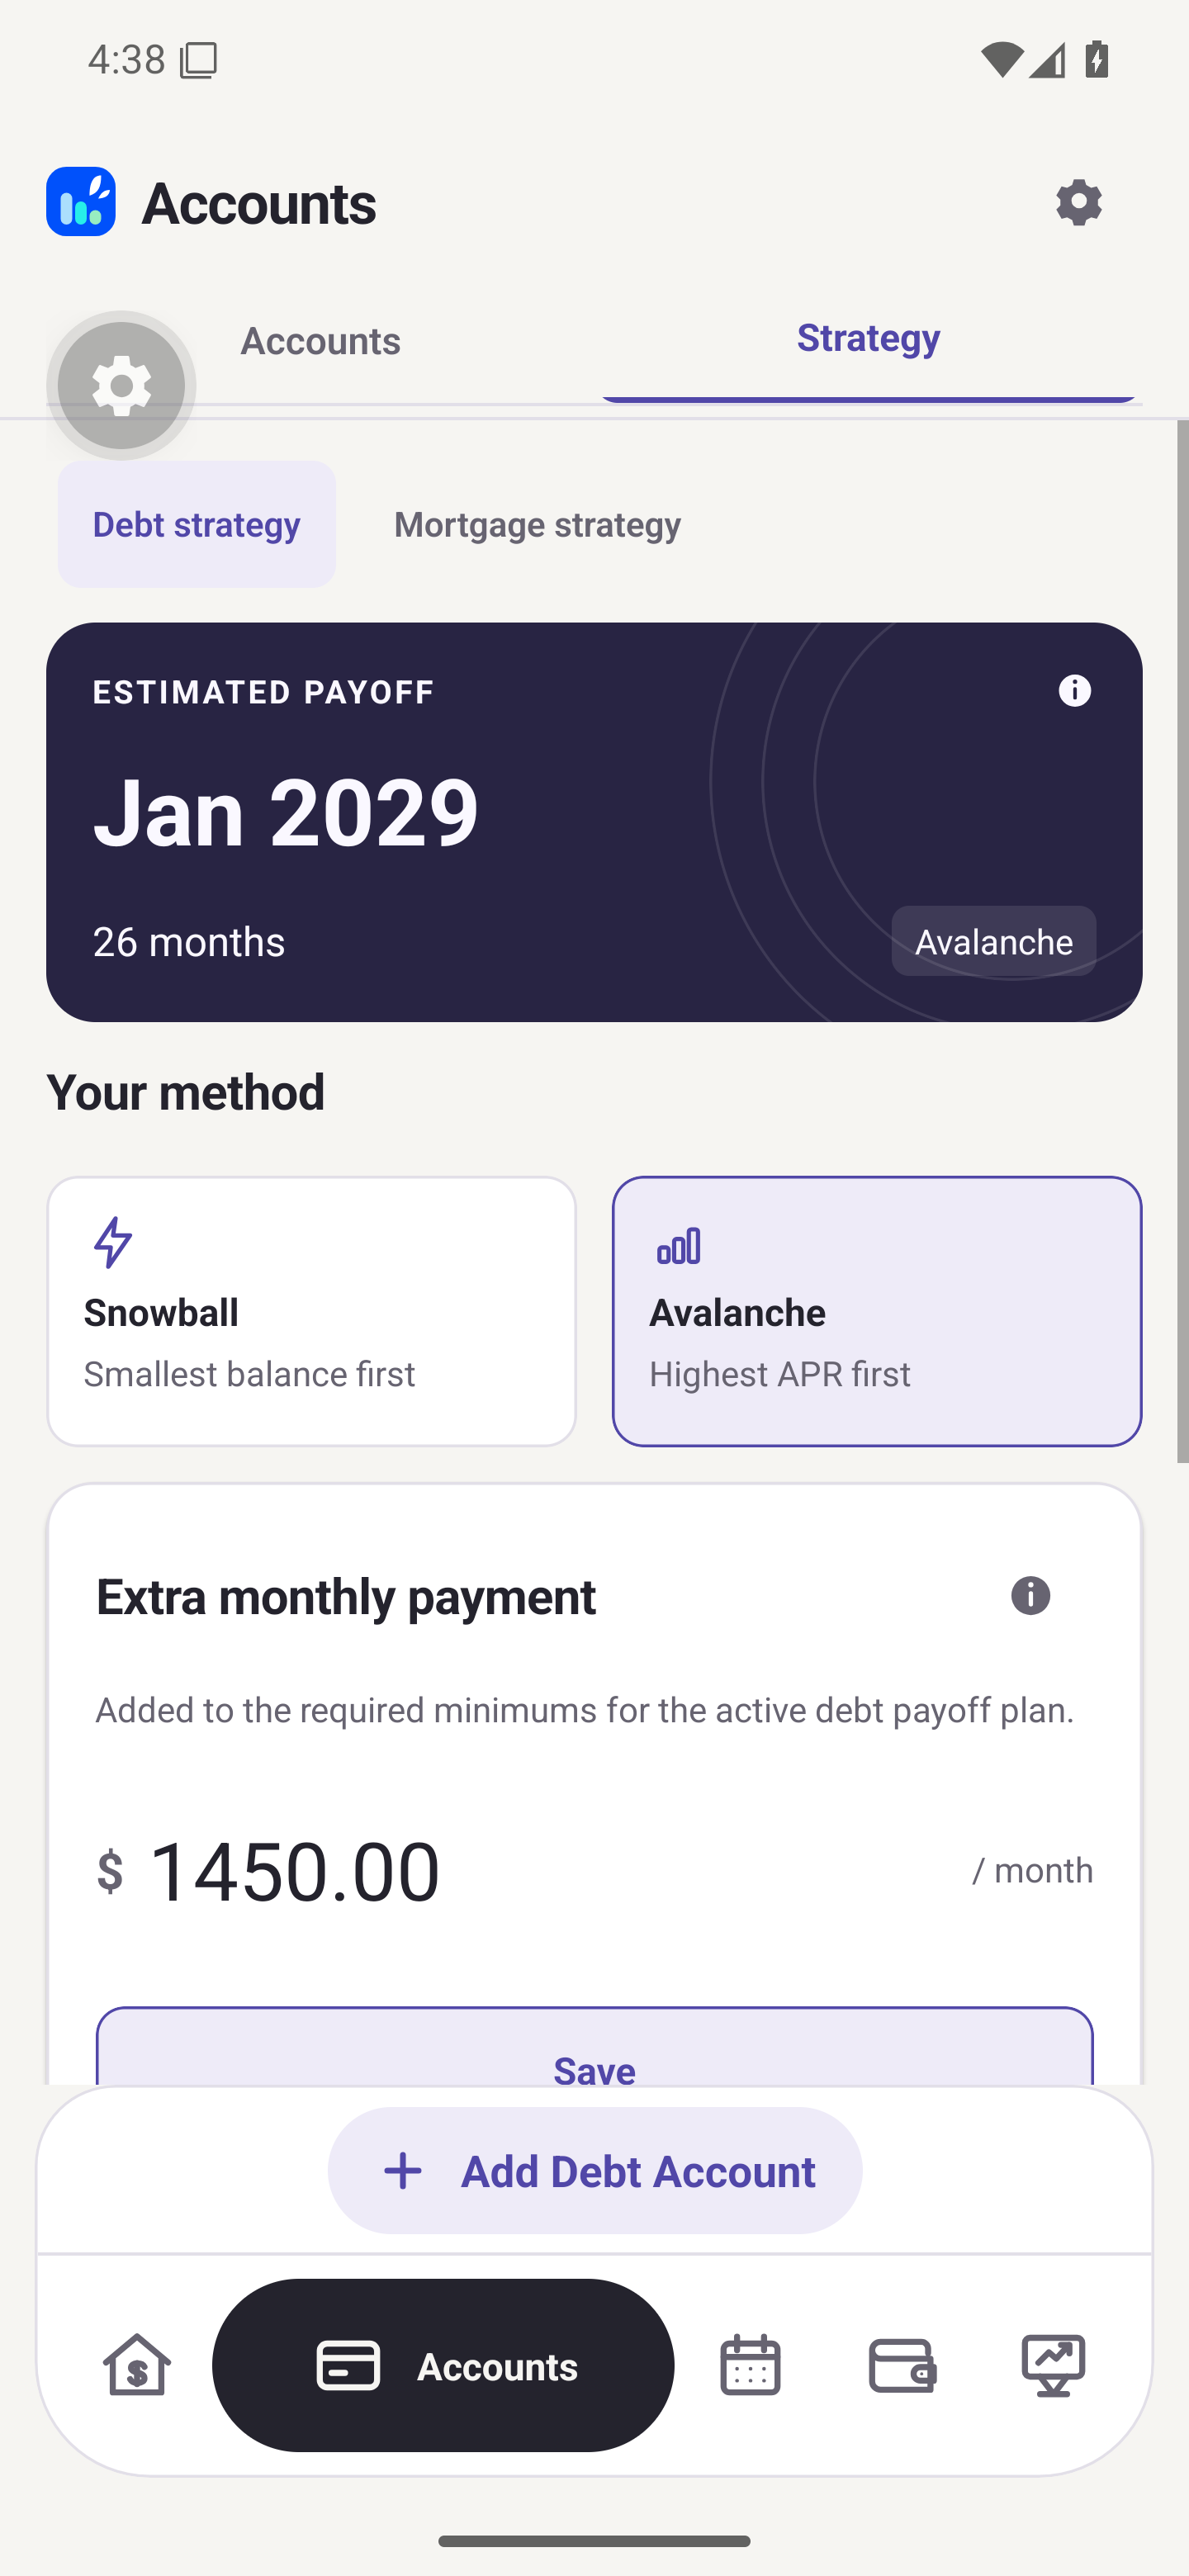 4:38
Accounts
Accounts
Strategy
Debt strategy
Mortgage strategy
ESTIMATED PAYOFF
Jan 2029
26 months
Avalanche
Your method
Snowball
Smallest balance first
Avalanche
Highest APR first
Extra monthly payment
Added to the required minimums for the active debt payoff plan.
$ 1450.00 / month
Save
+ Add Debt Account
Accounts